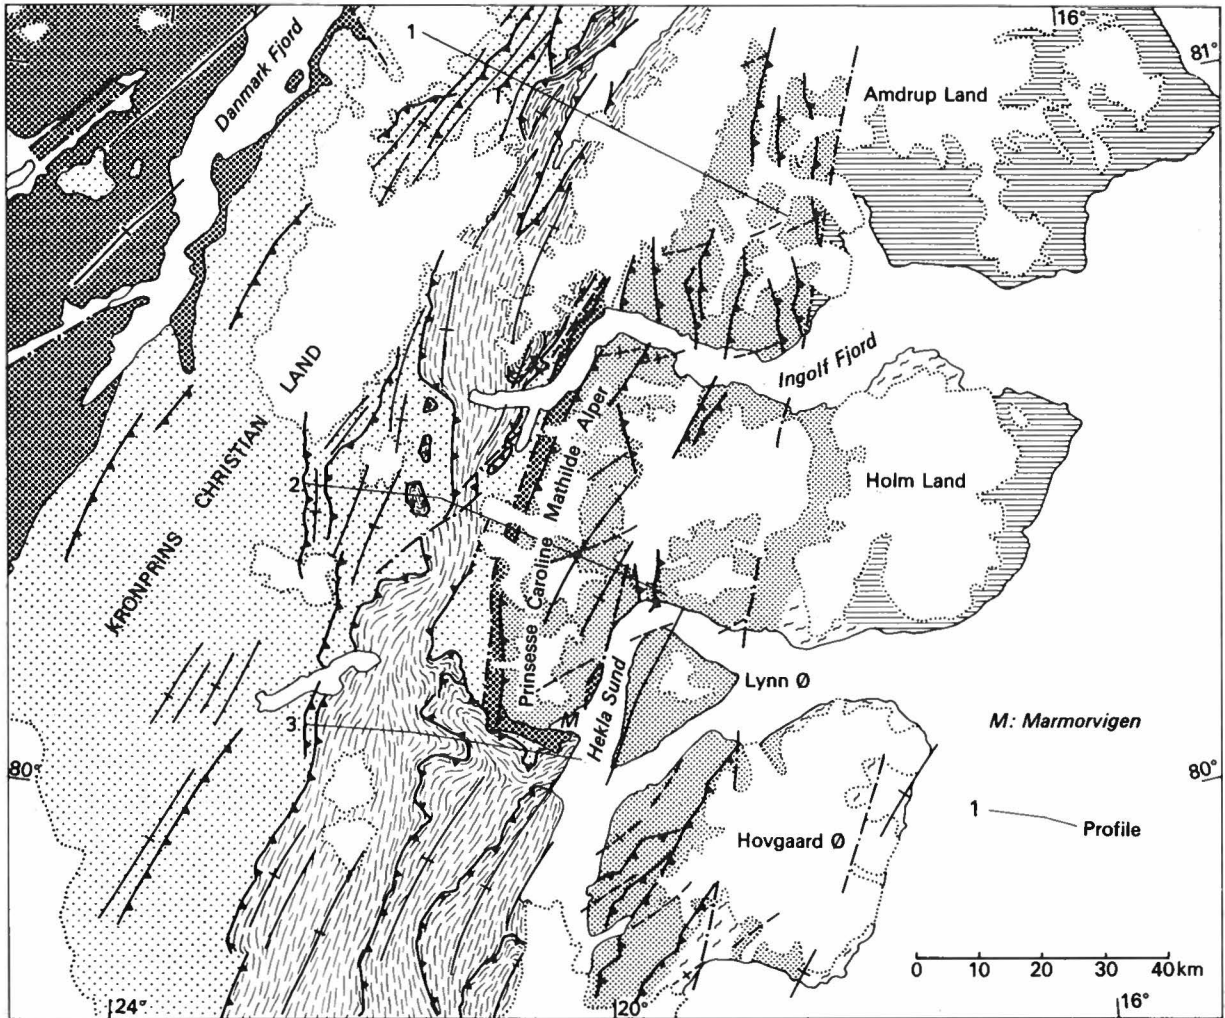 16°
81°
1
Danmark Fjord
Amdrup Land
Ingolf Fjord
KRONPRINS CHRISTIAN LAND
Prinsesse Caroline Mathilde Alper
Holm Land
2
Lynn Ø
Hekla Sund
M
M: Marmorvigen
3
80°
80°
1
Profile
Hovgaard Ø
0 10 20 30 40 km
24°
20°
16°